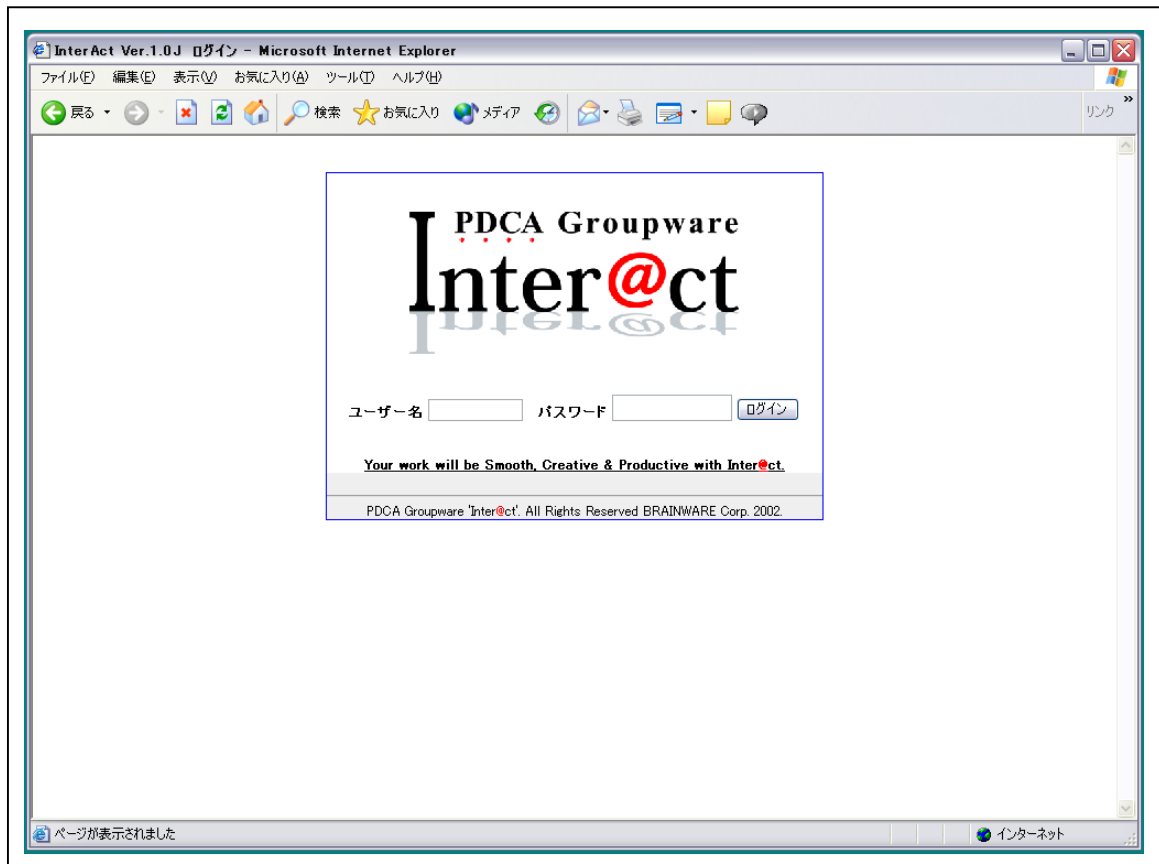 InterAct Ver.1.0J ログイン - Microsoft Internet Explorer
ファイル(F) 編集(E) 表示(V) お気に入り(A) ツール(T) ヘルプ(H)
戻る 検索 お気に入り メディア リンク »
PDCA Groupware
Inter@ct
ユーザー名 パスワード ログイン
Your work will be Smooth, Creative & Productive with Inter@ct.
PDCA Groupware 'Inter@ct'. All Rights Reserved BRAINWARE Corp. 2002.
ページが表示されました インターネット